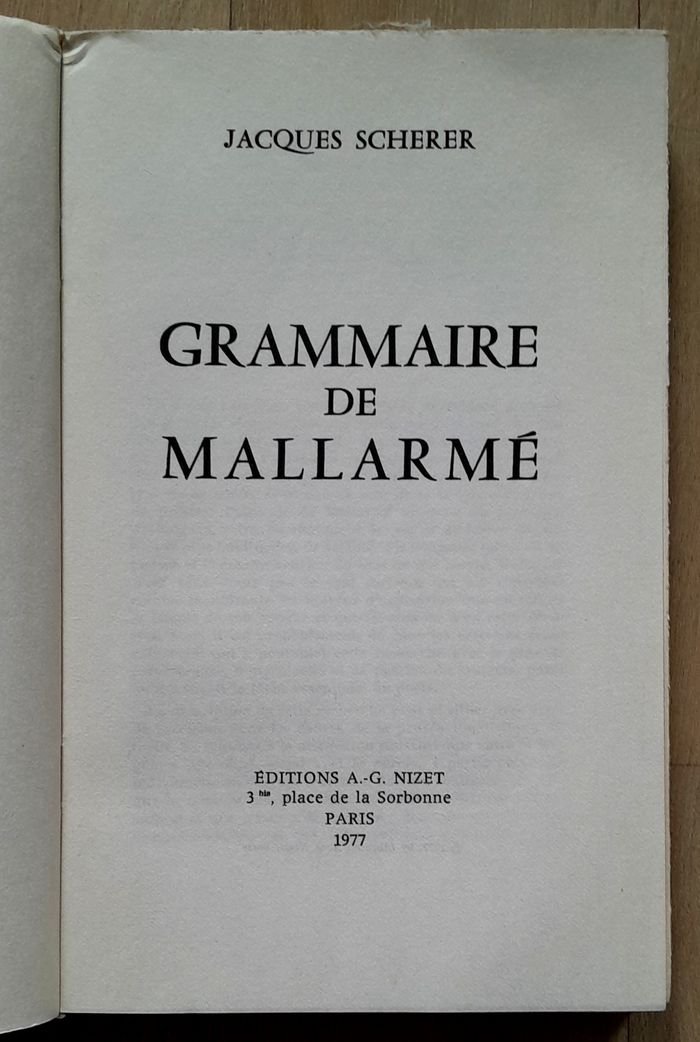 JACQUES SCHERER
GRAMMAIRE
DE
MALLARMÉ
ÉDITIONS A.-G. NIZET
3 bis, place de la Sorbonne
PARIS
1977